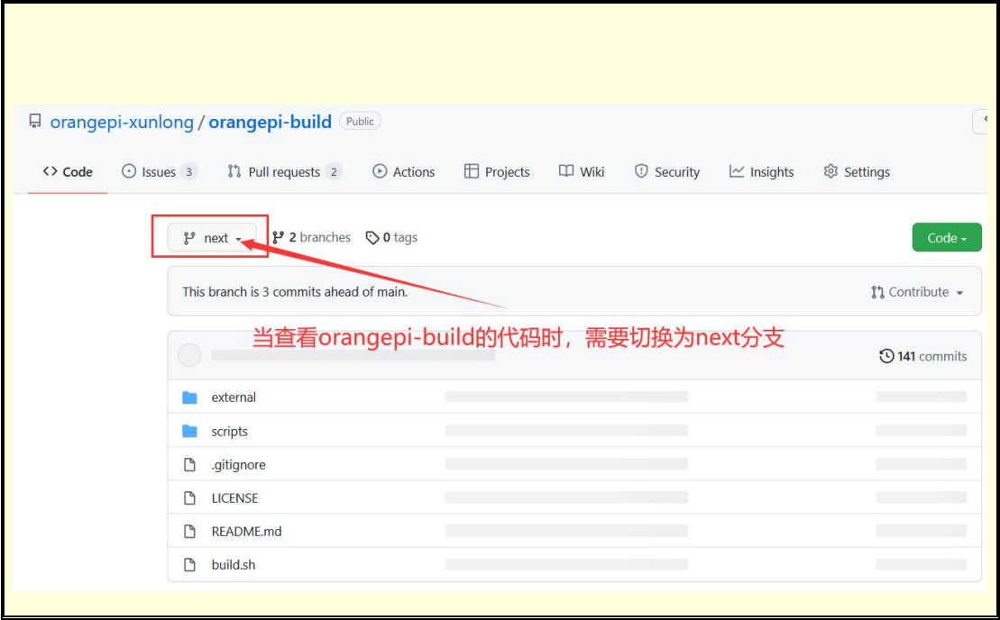 orangepi-xunlong / orangepi-build Public
Code Issues 3 Pull requests 2 Actions Projects Wiki Security Insights Settings
next 2 branches 0 tags Code
This branch is 3 commits ahead of main. Contribute
当查看orangepi-build的代码时，需要切换为next分支
141 commits
external
scripts
.gitignore
LICENSE
README.md
build.sh